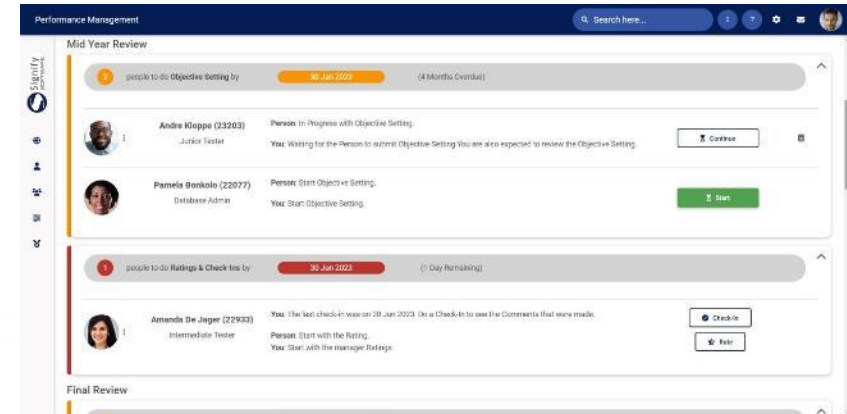 Performance Management
Search here...
Signify
SOFTWARE
Mid Year Review
2 people to do Objective Setting by 30 Jan 2023 (4 Months Overdue)
Andre Kloppe (23203)
Junior Tester
Person: In Progress with Objective Setting.
You: Waiting for the Person to submit Objective Setting You are also expected to review the Objective Setting.
Continue
Pamela Bonkolo (22077)
Database Admin
Person: Start Objective Setting.
You: Start Objective Setting.
Start
1 people to do Ratings & Check-Ins by 30 Jun 2023 (1 Day Remaining)
Amanda De Jager (22933)
Intermediate Tester
You: The last check-in was on 28 Jun 2023. Do a Check-In to see the Comments that were made.
Person: Start with the Rating.
You: Start with the manager Ratings.
Check-In
Rate
Final Review